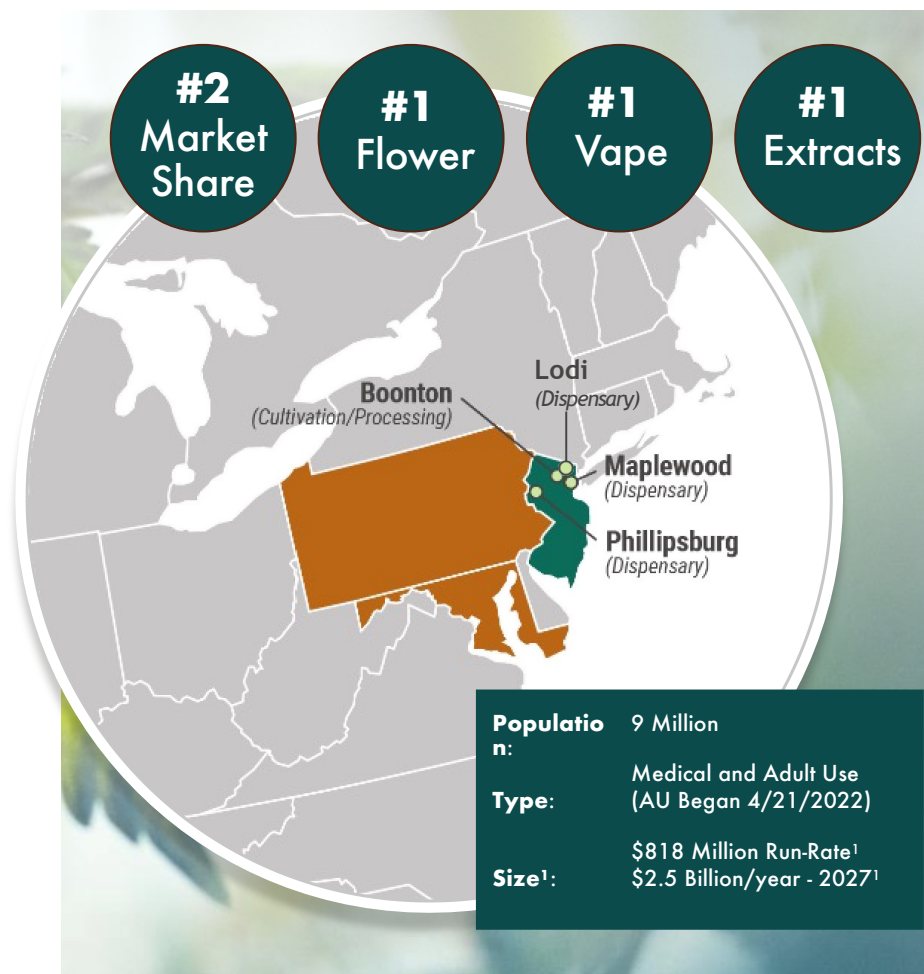 #2
Market
Share
#1
Flower
#1
Vape
#1
Extracts
Lodi
(Dispensary)
Boonton
(Cultivation/Processing)
Maplewood
(Dispensary)
Phillipsburg
(Dispensary)
Populatio
n:
9 Million
Type:
Medical and Adult Use
(AU Began 4/21/2022)
Size¹:
$818 Million Run-Rate¹
$2.5 Billion/year - 2027¹